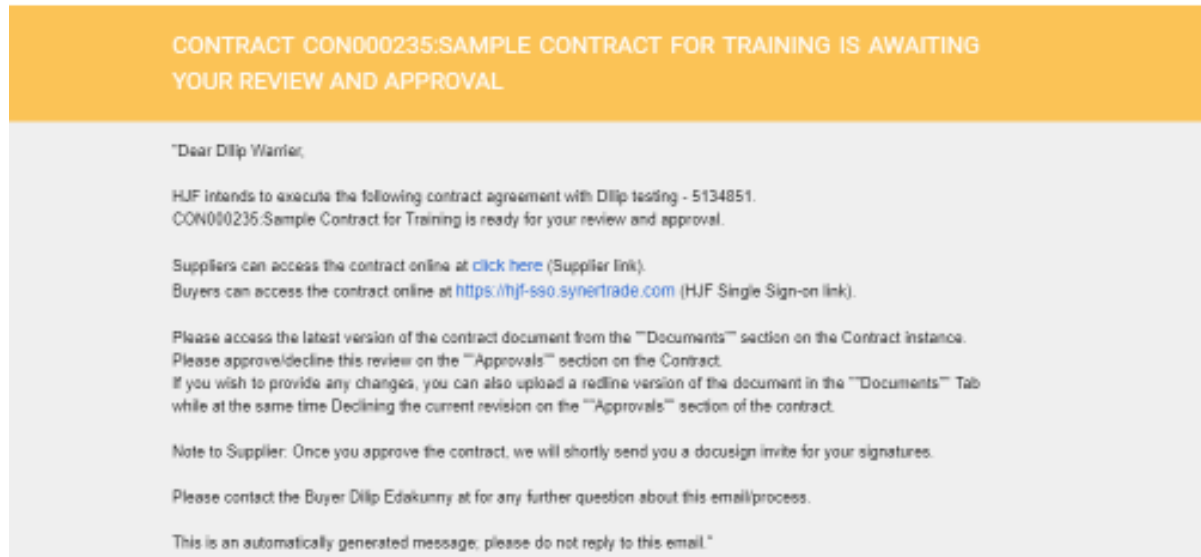 CONTRACT CON000235:SAMPLE CONTRACT FOR TRAINING IS AWAITING
YOUR REVIEW AND APPROVAL
"Dear Dilip Warrier,
HJF intends to execute the following contract agreement with Dilip testing - 5134851.
CON000235:Sample Contract for Training is ready for your review and approval.
Suppliers can access the contract online at click here (Supplier link).
Buyers can access the contract online at https://hjf-sso.synertrade.com (HJF Single Sign-on link).
Please access the latest version of the contract document from the ""Documents"" section on the Contract instance.
Please approve/decline this review on the ""Approvals"" section on the Contract.
If you wish to provide any changes, you can also upload a redline version of the document in the ""Documents"" Tab
while at the same time Declining the current revision on the ""Approvals"" section of the contract.
Note to Supplier: Once you approve the contract, we will shortly send you a docusign invite for your signatures.
Please contact the Buyer Dilip Edakunny at for any further question about this email/process.
This is an automatically generated message; please do not reply to this email."